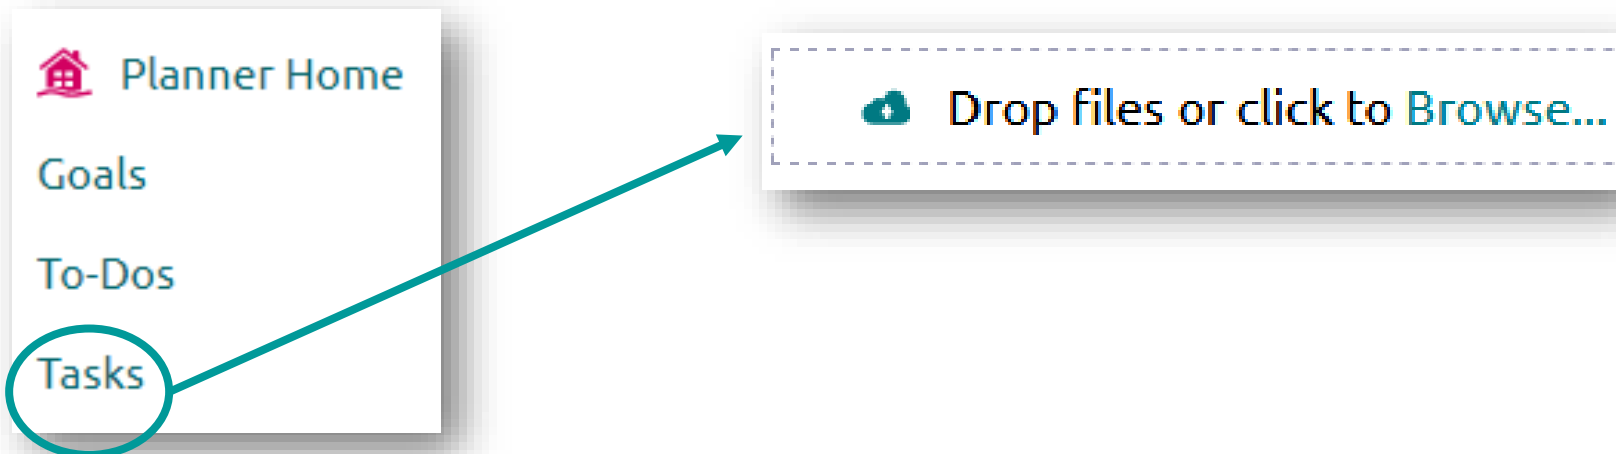 Planner Home
Goals
To-Dos
Tasks
Drop files or click to Browse...